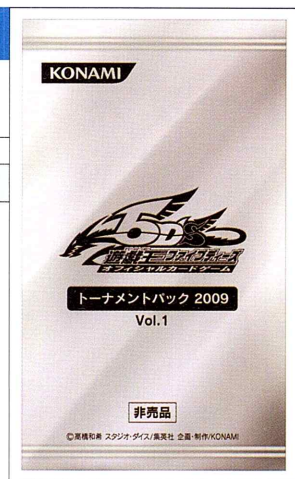 KONAMI
5D's
遊戯王ファイブディーズ
オフィシャルカードゲーム
トーナメントパック 2009
Vol.1
非売品
©高橋和希 スタジオ・ダイス/集英社 企画・制作/KONAMI